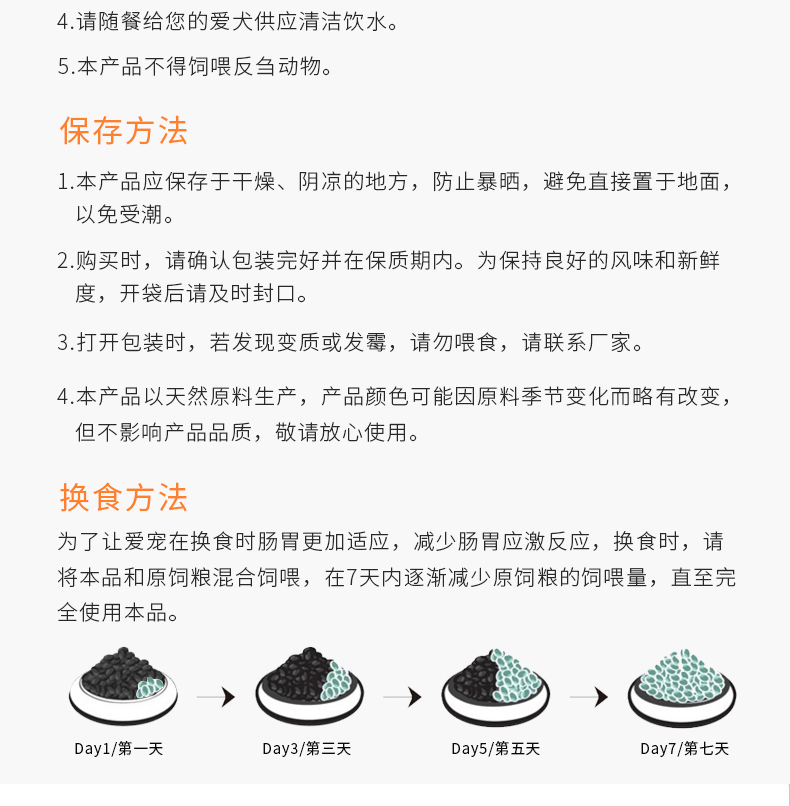 4.请随餐给您的爱犬供应清洁饮水。
5.本产品不得饲喂反刍动物。
保存方法
1.本产品应保存于干燥、阴凉的地方，防止暴晒，避免直接置于地面，
以免受潮。
2.购买时，请确认包装完好并在保质期内。为保持良好的风味和新鲜
度，开袋后请及时封口。
3.打开包装时，若发现变质或发霉，请勿喂食，请联系厂家。
4.本产品以天然原料生产，产品颜色可能因原料季节变化而略有改变，
但不影响产品品质，敬请放心使用。
换食方法
为了让爱宠在换食时肠胃更加适应，减少肠胃应激反应，换食时，请
将本品和原饲粮混合饲喂，在7天内逐渐减少原饲粮的饲喂量，直至完
全使用本品。
Day1/第一天 Day3/第三天 Day5/第五天 Day7/第七天